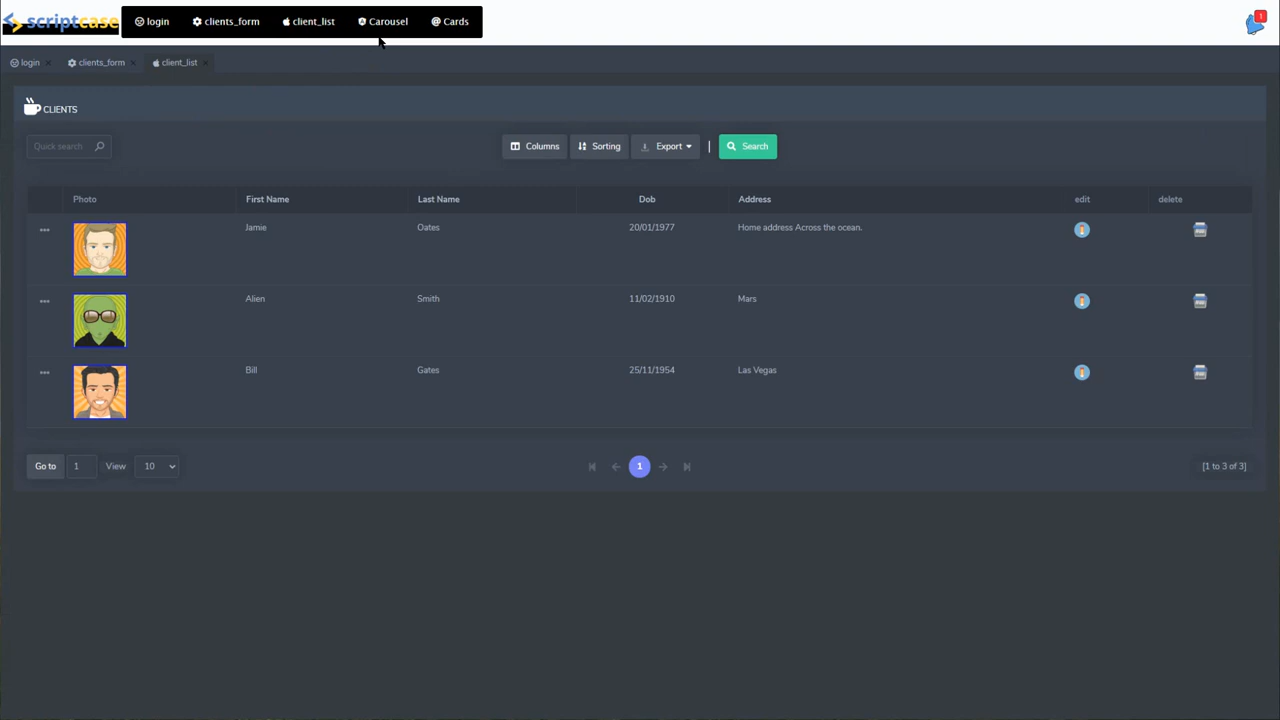 scriptcase login clients_form client_list Carousel Cards 1
login × clients_form × client_list ×
CLIENTS
Quick search Columns Sorting Export | Search
Photo First Name Last Name Dob Address edit delete
Jamie Oates 20/01/1977 Home address Across the ocean.
Alien Smith 11/02/1910 Mars
Bill Gates 25/11/1954 Las Vegas
Go to 1 View 10 1 [1 to 3 of 3]